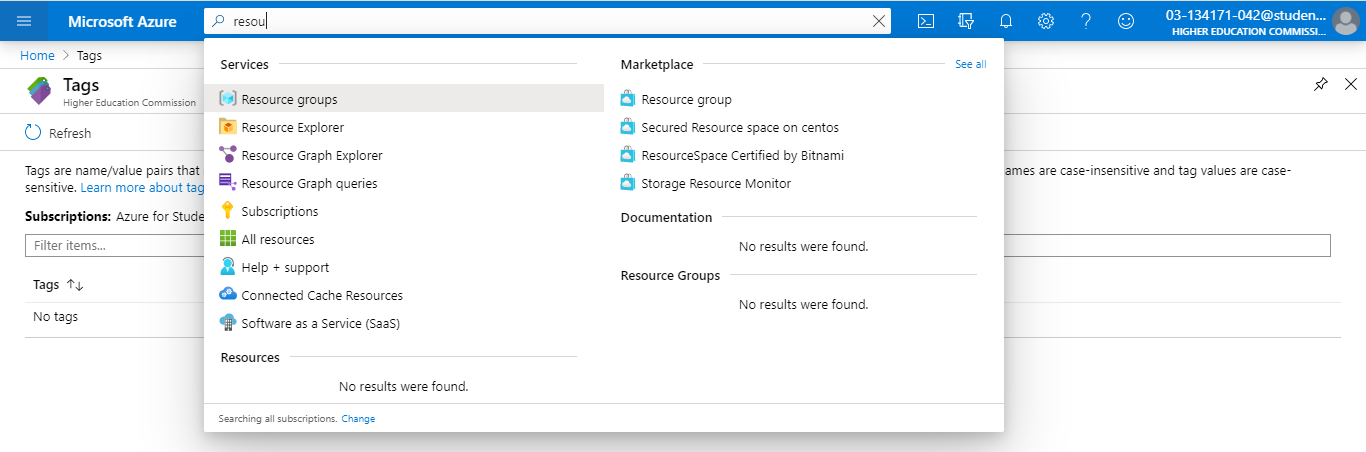 Microsoft Azure
resou
03-134171-042@studen...
HIGHER EDUCATION COMMISSI...
Home > Tags
Tags
Higher Education Commission
Refresh
Tags are name/value pairs that
ames are case-insensitive and tag values are case-
sensitive. Learn more about tag
Subscriptions: Azure for Stude
Filter items...
Tags ↑↓
No tags
Services
Resource groups
Resource Explorer
Resource Graph Explorer
Resource Graph queries
Subscriptions
All resources
Help + support
Connected Cache Resources
Software as a Service (SaaS)
Resources
No results were found.
Marketplace
See all
Resource group
Secured Resource space on centos
ResourceSpace Certified by Bitnami
Storage Resource Monitor
Documentation
No results were found.
Resource Groups
No results were found.
Searching all subscriptions. Change